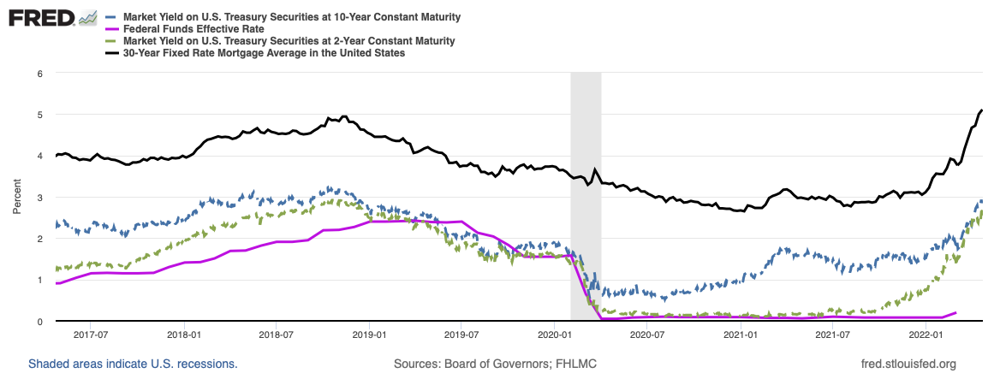 FRED
Market Yield on U.S. Treasury Securities at 10-Year Constant Maturity
Federal Funds Effective Rate
Market Yield on U.S. Treasury Securities at 2-Year Constant Maturity
30-Year Fixed Rate Mortgage Average in the United States
6
5
4
3
2
1
0
Percent
2017-07 2018-01 2018-07 2019-01 2019-07 2020-01 2020-07 2021-01 2021-07 2022-01
Shaded areas indicate U.S. recessions. Sources: Board of Governors; FHLMC fred.stlouisfed.org